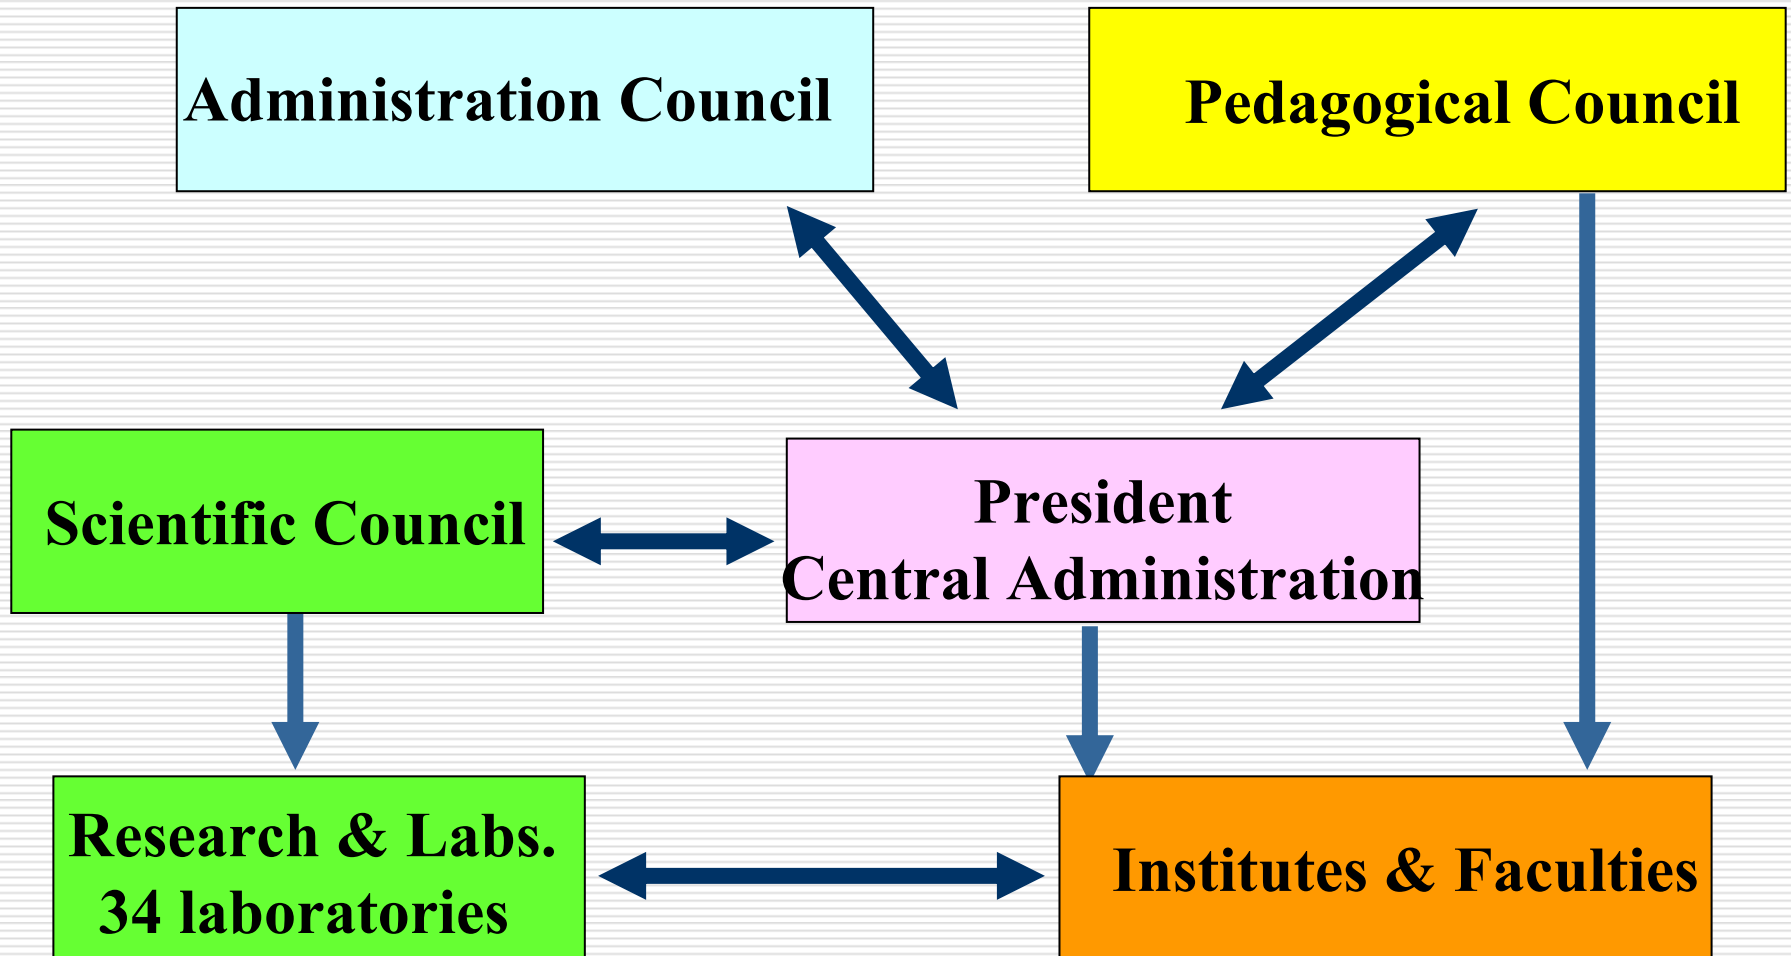 Administration Council
Pedagogical Council
Scientific Council
President
Central Administration
Research & Labs.
34 laboratories
Institutes & Faculties